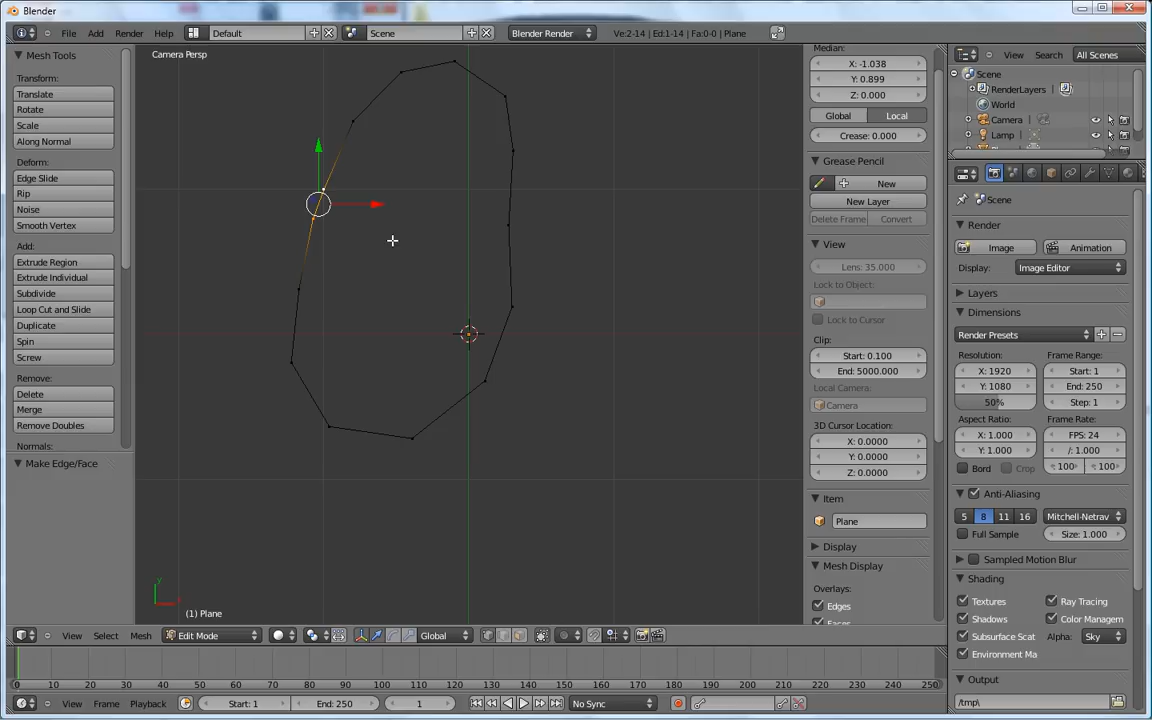 Blender
File Add Render Help Default Scene Blender Render Ve:2-14 | Ed:1-14 | Fa:0-0 | Plane
Mesh Tools
Transform:
Translate
Rotate
Scale
Along Normal
Deform:
Edge Slide
Rip
Noise
Smooth Vertex
Add:
Extrude Region
Extrude Individual
Subdivide
Loop Cut and Slide
Duplicate
Spin
Screw
Remove:
Delete
Merge
Remove Doubles
Normals:
Make Edge/Face
Camera Persp
(1) Plane
View Select Mesh Edit Mode Global
Median:
X: -1.038
Y: 0.899
Z: 0.000
Global Local
Crease: 0.000
Grease Pencil
New
New Layer
Delete Frame Convert
View
Lens: 35.000
Lock to Object:
Lock to Cursor
Clip:
Start: 0.100
End: 5000.000
Local Camera:
Camera
3D Cursor Location:
X: 0.0000
Y: 0.0000
Z: 0.0000
Item
Plane
Display
Mesh Display
Overlays:
Edges
View Search All Scenes
Scene
RenderLayers
World
Camera
Lamp
Scene
Render
Image Animation
Display: Image Editor
Layers
Dimensions
Render Presets
Resolution: Frame Range:
X: 1920 Start: 1
Y: 1080 End: 250
50% Step: 1
Aspect Ratio: Frame Rate:
X: 1.000 FPS: 24
Y: 1.000 /: 1.000
Bord Crop : 100 : 100
Anti-Aliasing
5 8 11 16 Mitchell-Netrav
Full Sample Size: 1.000
Sampled Motion Blur
Shading
Textures Ray Tracing
Shadows Color Managem
Subsurface Scat Alpha: Sky
Environment Ma
Output
/tmp\
0 10 20 30 40 50 60 70 80 90 100 110 120 130 140 150 160 170 180 190 200 210 220 230 240 250
View Frame Playback Start: 1 End: 250 1 No Sync